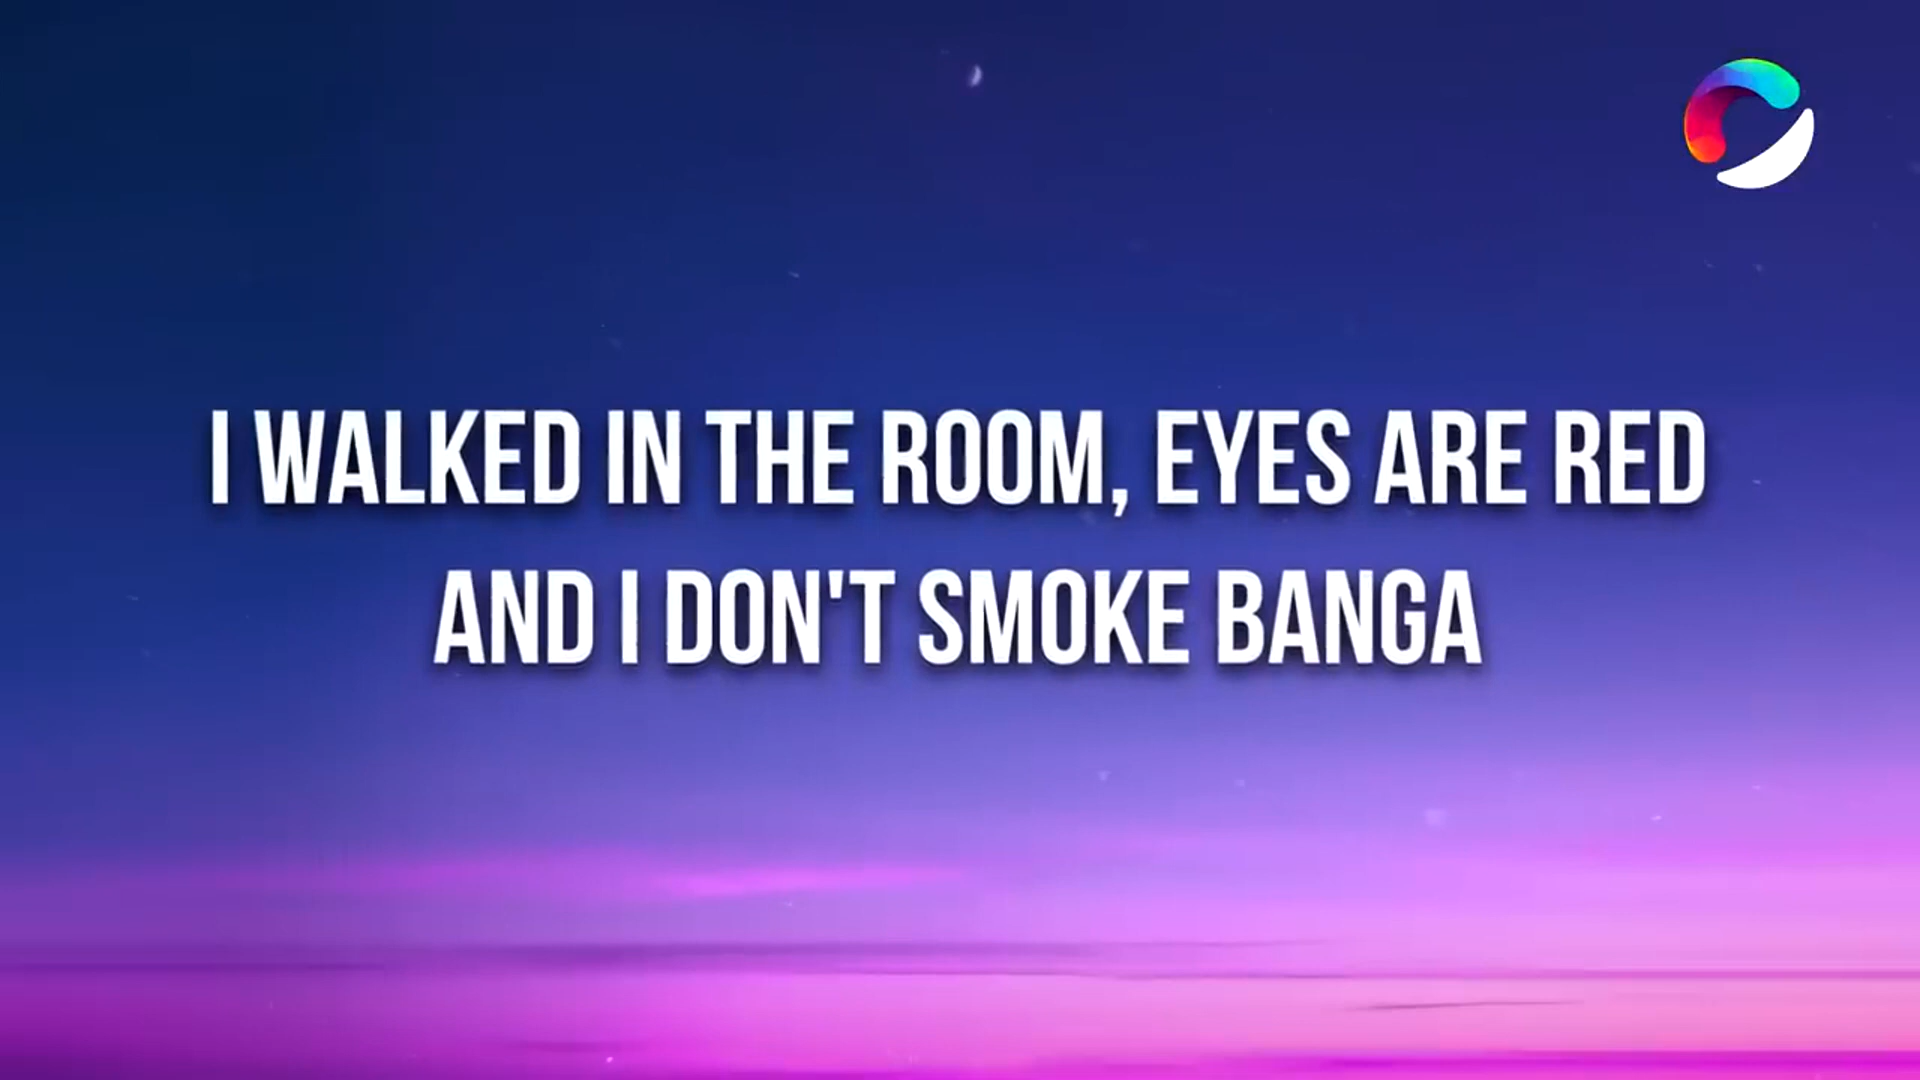 I WALKED IN THE ROOM, EYES ARE RED
AND I DON'T SMOKE BANGA